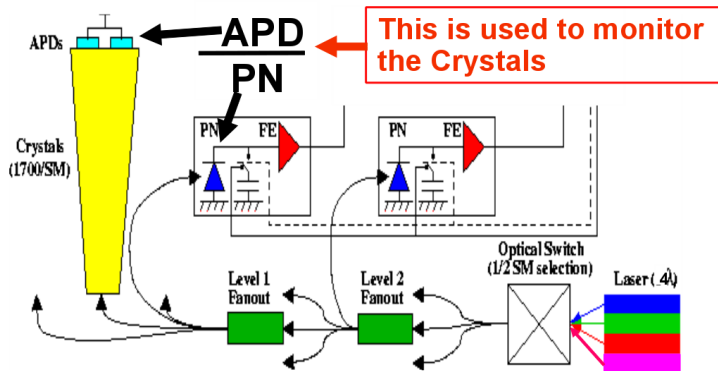 APDs
APD
PN
This is used to monitor
the Crystals
PN
FE
PN
FE
Crystals
(1700/SM)
Optical Switch
(1/2 SM selection)
Laser (4λ)
Level 1
Fanout
Level 2
Fanout